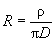 R = ρ / πD